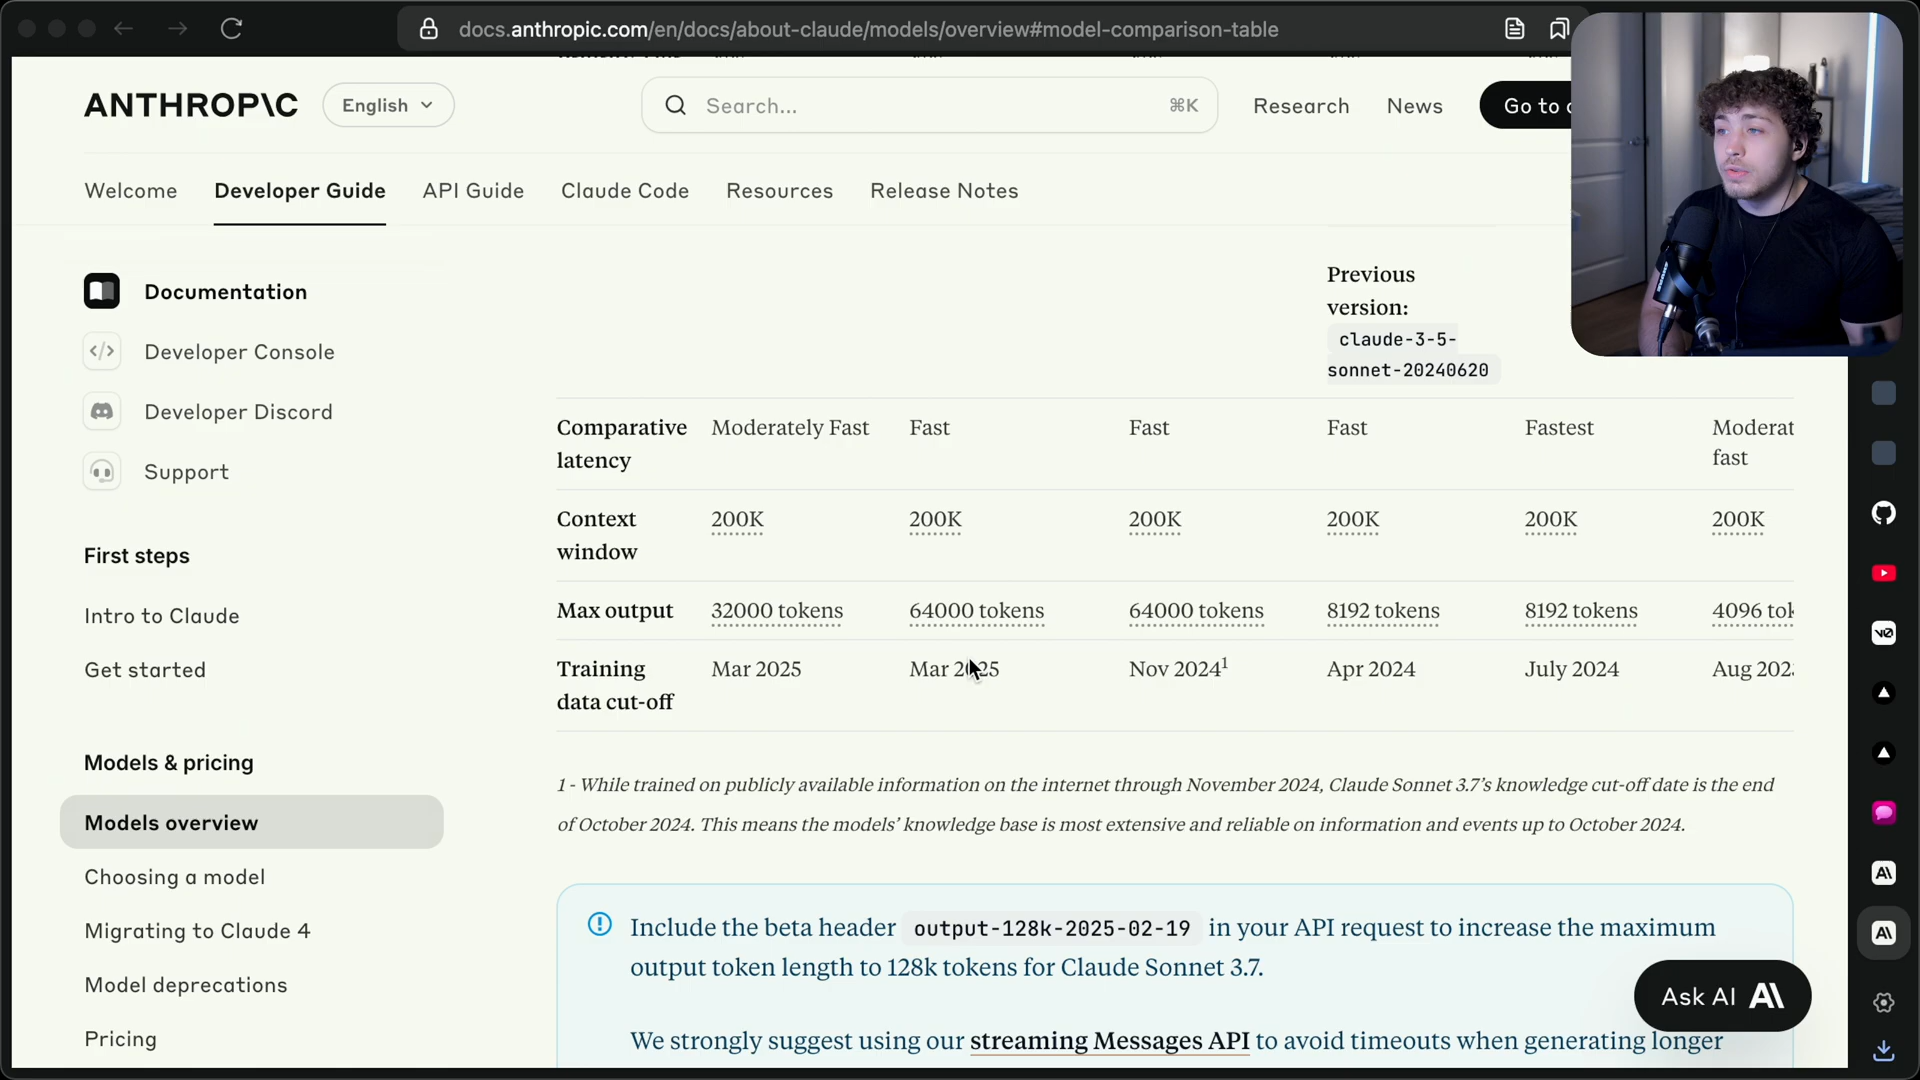 docs.anthropic.com/en/docs/about-claude/models/overview#model-comparison-table
ANTHROP\C
English
Search...
⌘K
Research
News
Go to
Welcome
Developer Guide
API Guide
Claude Code
Resources
Release Notes
Documentation
Developer Console
Developer Discord
Support
First steps
Intro to Claude
Get started
Models & pricing
Models overview
Choosing a model
Migrating to Claude 4
Model deprecations
Pricing
Previous
version:
claude-3-5-
sonnet-20240620
Comparative
latency
Moderately Fast
Fast
Fast
Fast
Fastest
Moderat
fast
Context
window
200K
200K
200K
200K
200K
200K
Max output
32000 tokens
64000 tokens
64000 tokens
8192 tokens
8192 tokens
4096 tok
Training
data cut-off
Mar 2025
Mar 2025
Nov 2024¹
Apr 2024
July 2024
Aug 202
1 - While trained on publicly available information on the internet through November 2024, Claude Sonnet 3.7's knowledge cut-off date is the end
of October 2024. This means the models' knowledge base is most extensive and reliable on information and events up to October 2024.
Include the beta header output-128k-2025-02-19 in your API request to increase the maximum
output token length to 128k tokens for Claude Sonnet 3.7.
We strongly suggest using our streaming Messages API to avoid timeouts when generating longer
Ask AI